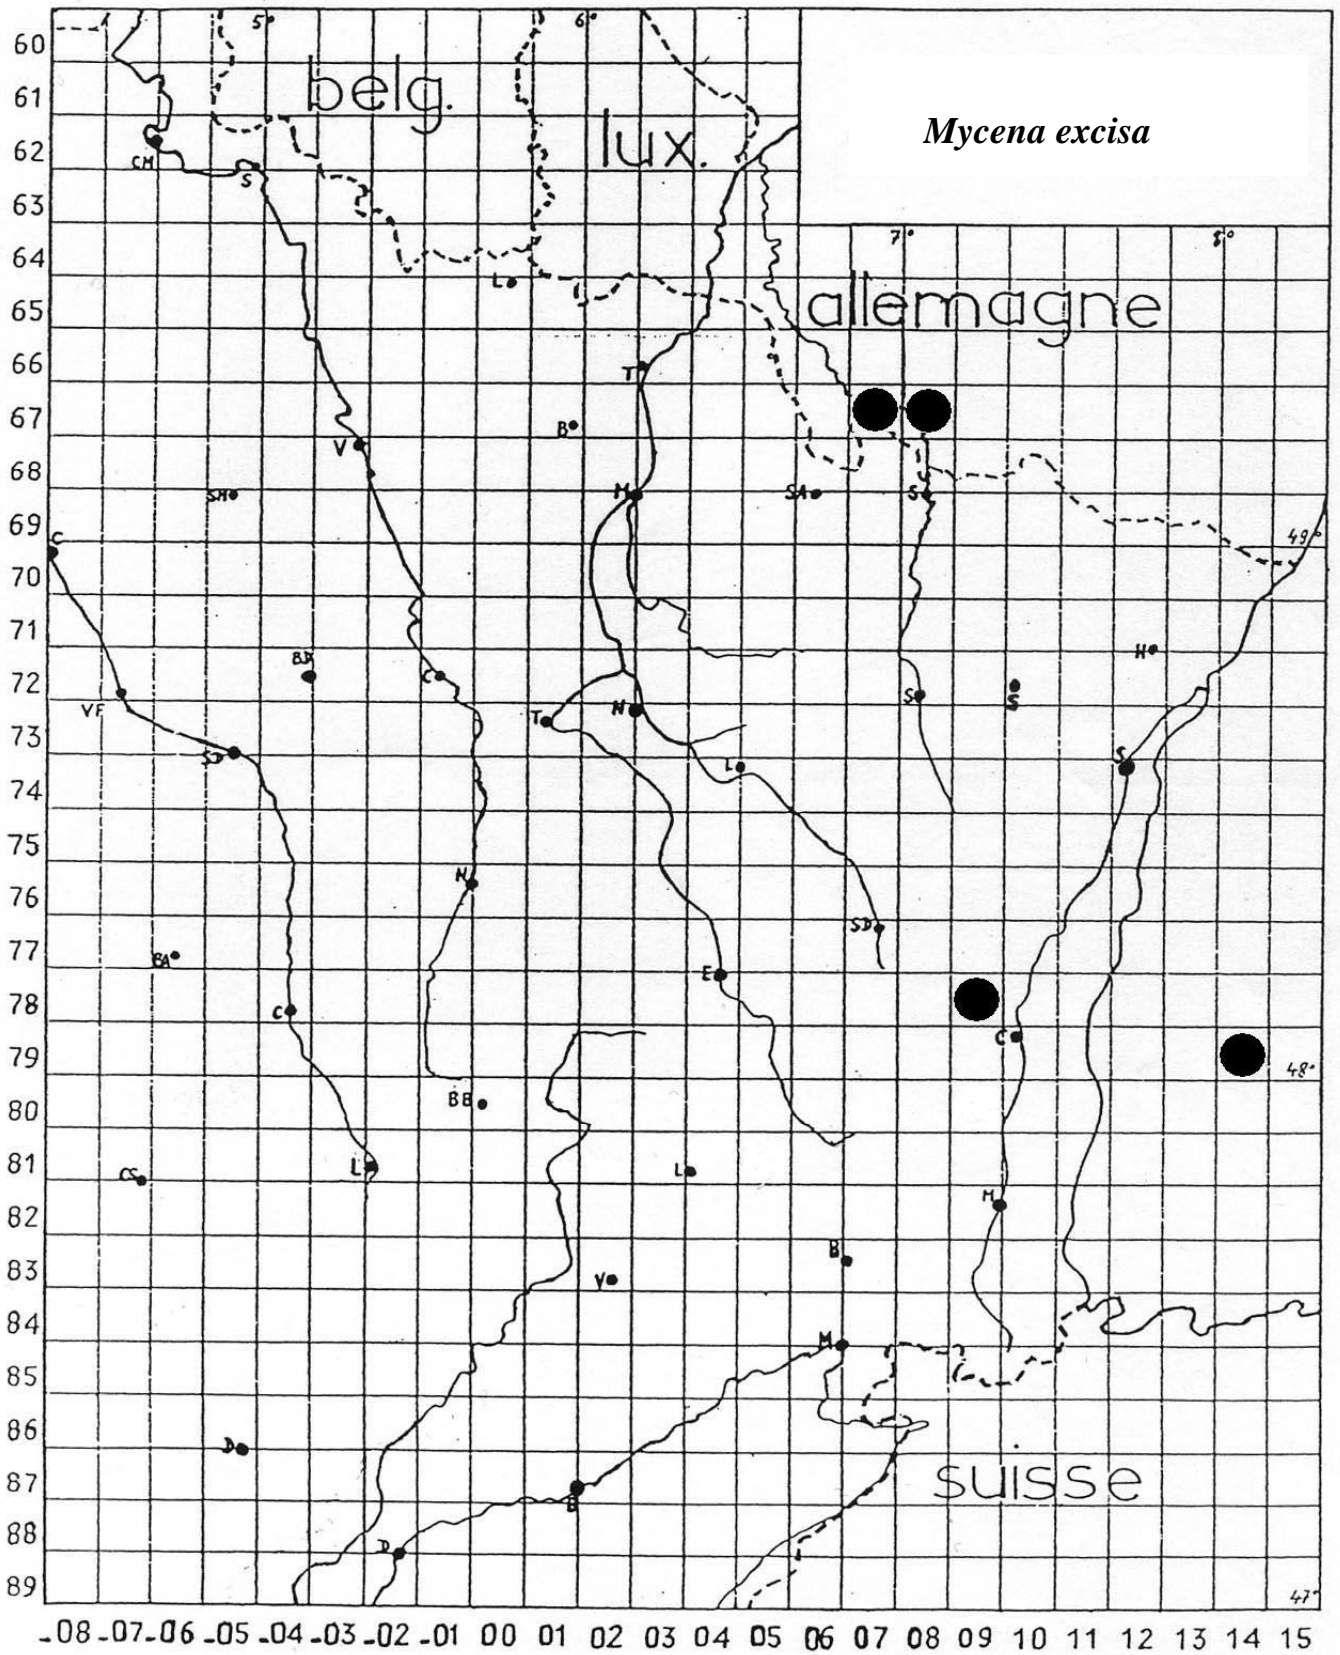 5° 6°
60
belg.
61
Mycena excisa
lux.
62
CM
S
63
7° 8°
64
L
allemagne
65
T
66
67
B
V
68
SM M SA S
69
C 49°
70
71
BD H
72
C S S
VF T N
73
SD L S
74
75
N
76
SD
77
BA E
78
C C
79
48°
80
BB
81
CS L L
82
M
B
83
V
84
M
85
86
D
suisse
87
B
88
D
89
47°
-08 -07 -06 -05 -04 -03 -02 -01 00 01 02 03 04 05 06 07 08 09 10 11 12 13 14 15